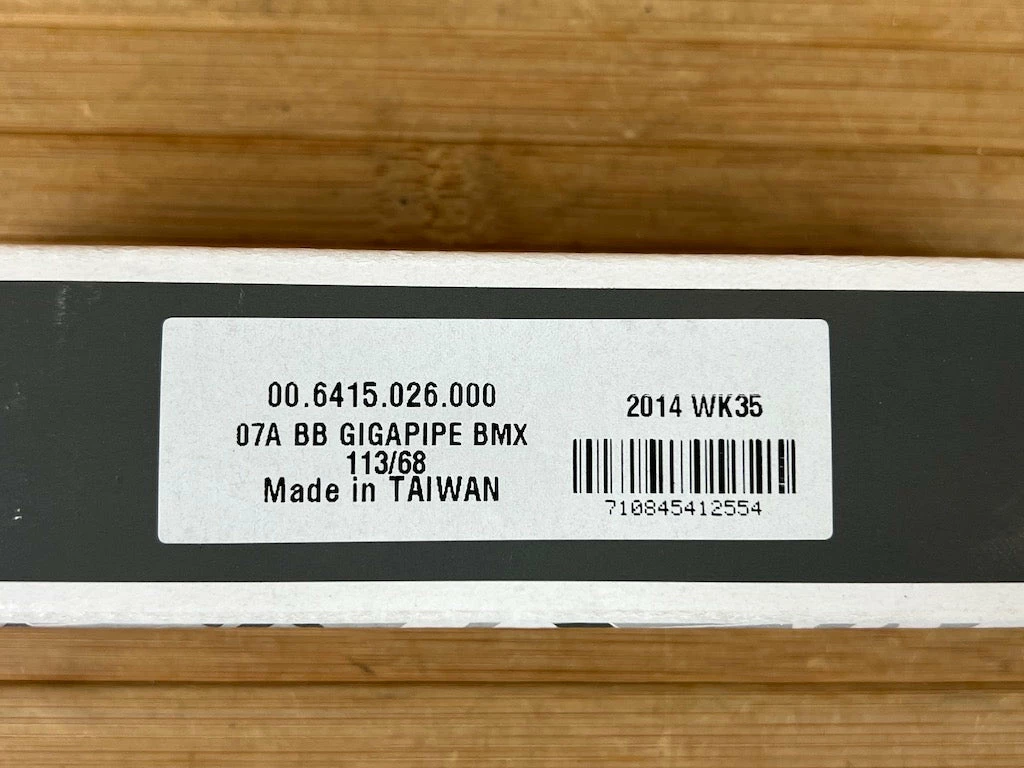 00.6415.026.000
07A BB GIGAPIPE BMX
113/68
Made in TAIWAN
2014 WK35
710845412554